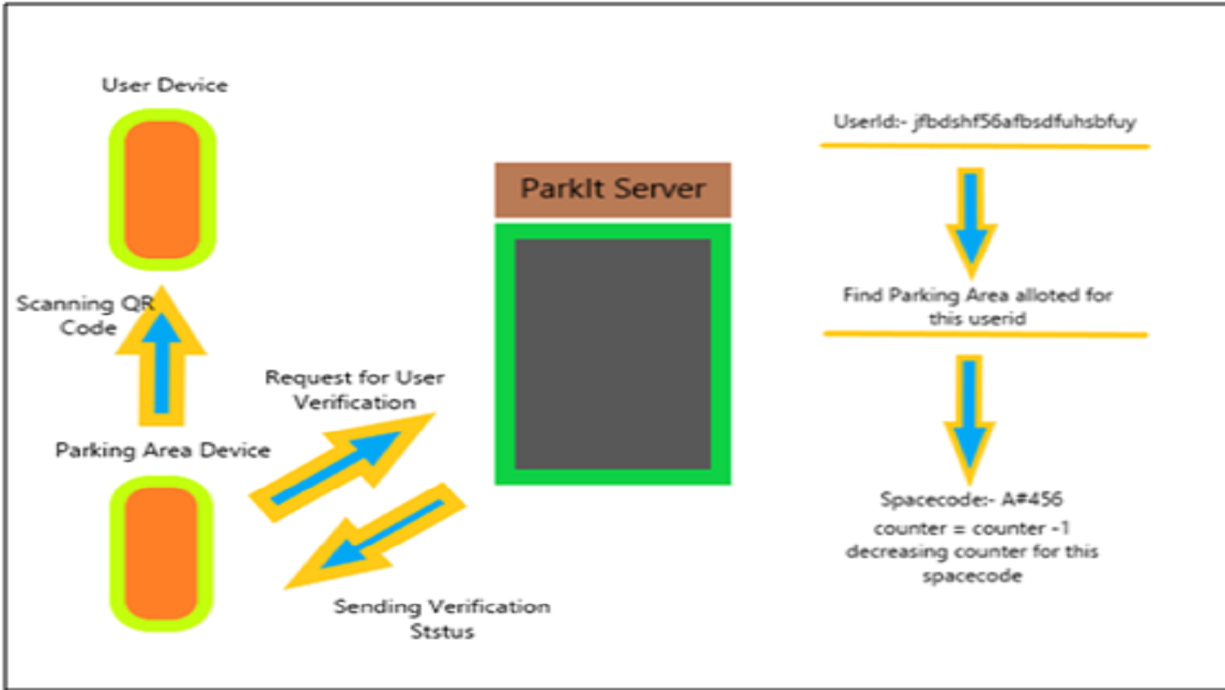 User Device
Scanning QR
Code
Request for User
Verification
Parking Area Device
Sending Verification
Ststus
ParkIt Server
UserId:- jfbdshf56afbsdfuhsbfuy
Find Parking Area alloted for
this userid
Spacecode:- A#456
counter = counter -1
decreasing counter for this
spacecode